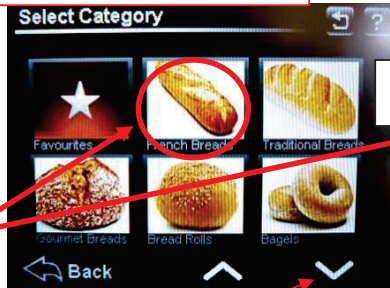 Select Category
?
Favourites
French Breads
Traditional Breads
Gourmet Breads
Bread Rolls
Bagels
Back